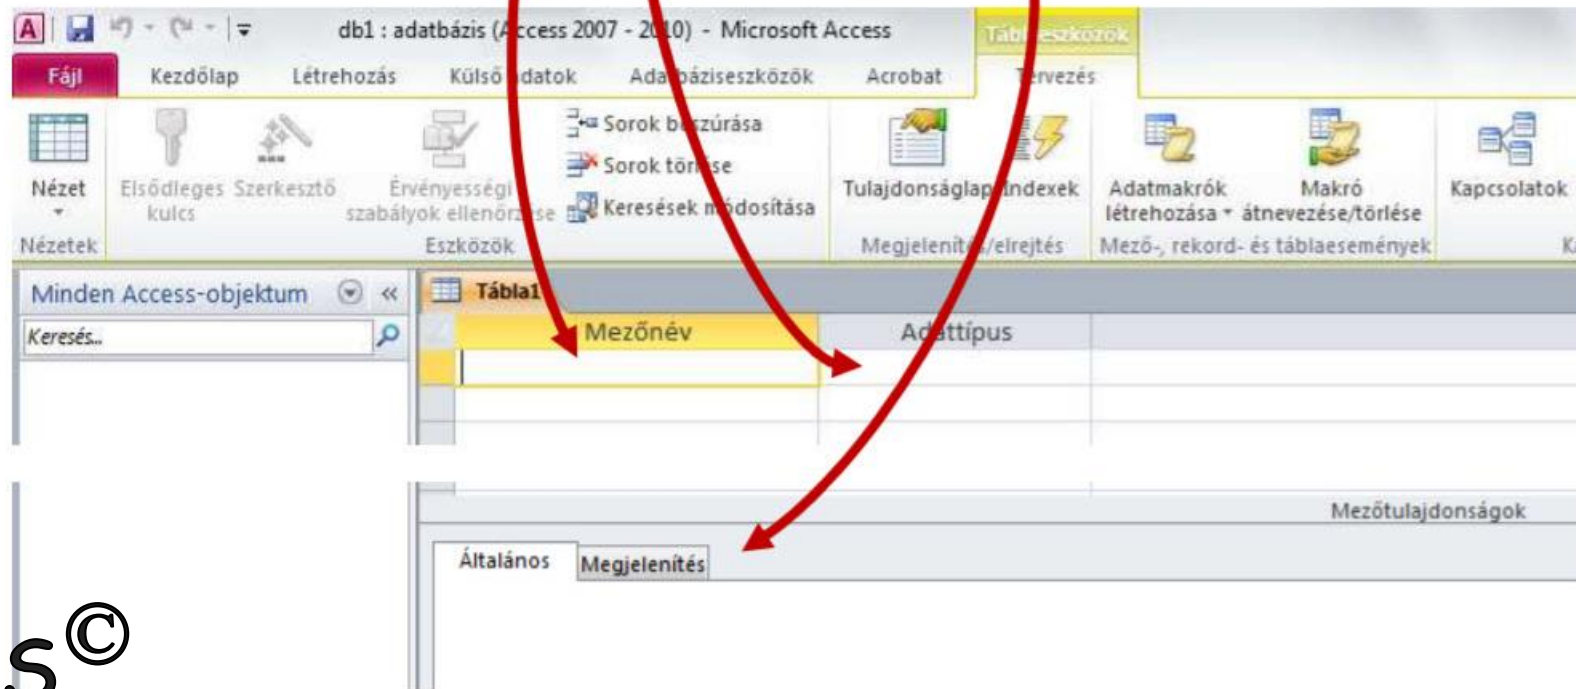 db1 : adatbázis (Access 2007 - 2010) - Microsoft Access
Táblaeszközök
Fájl Kezdőlap Létrehozás Külső adatok Adatbáziseszközök Acrobat Tervezés
Sorok beszúrása
Sorok törlése
Nézet Elsődleges Szerkesztő Érvényességi Tulajdonságlap Indexek Adatmakrók Makró Kapcsolatok
kulcs szabályok ellenőrzése Keresések módosítása létrehozása átnevezése/törlése
Nézetek Eszközök Megjelenítés/elrejtés Mező-, rekord- és táblaesemények
Minden Access-objektum « Tábla1
Keresés... Mezőnév Adattípus
Mezőtulajdonságok
Általános Megjelenítés
s©